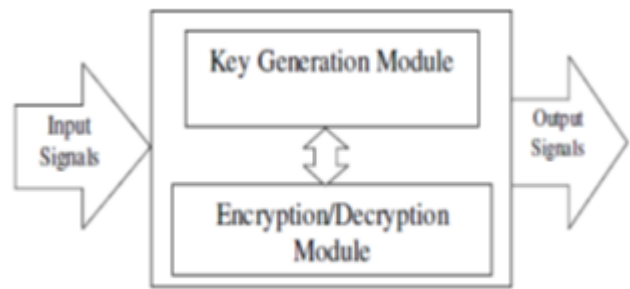 Key Generation Module
Input
Signals
Output
Signals
Encryption/Decryption
Module